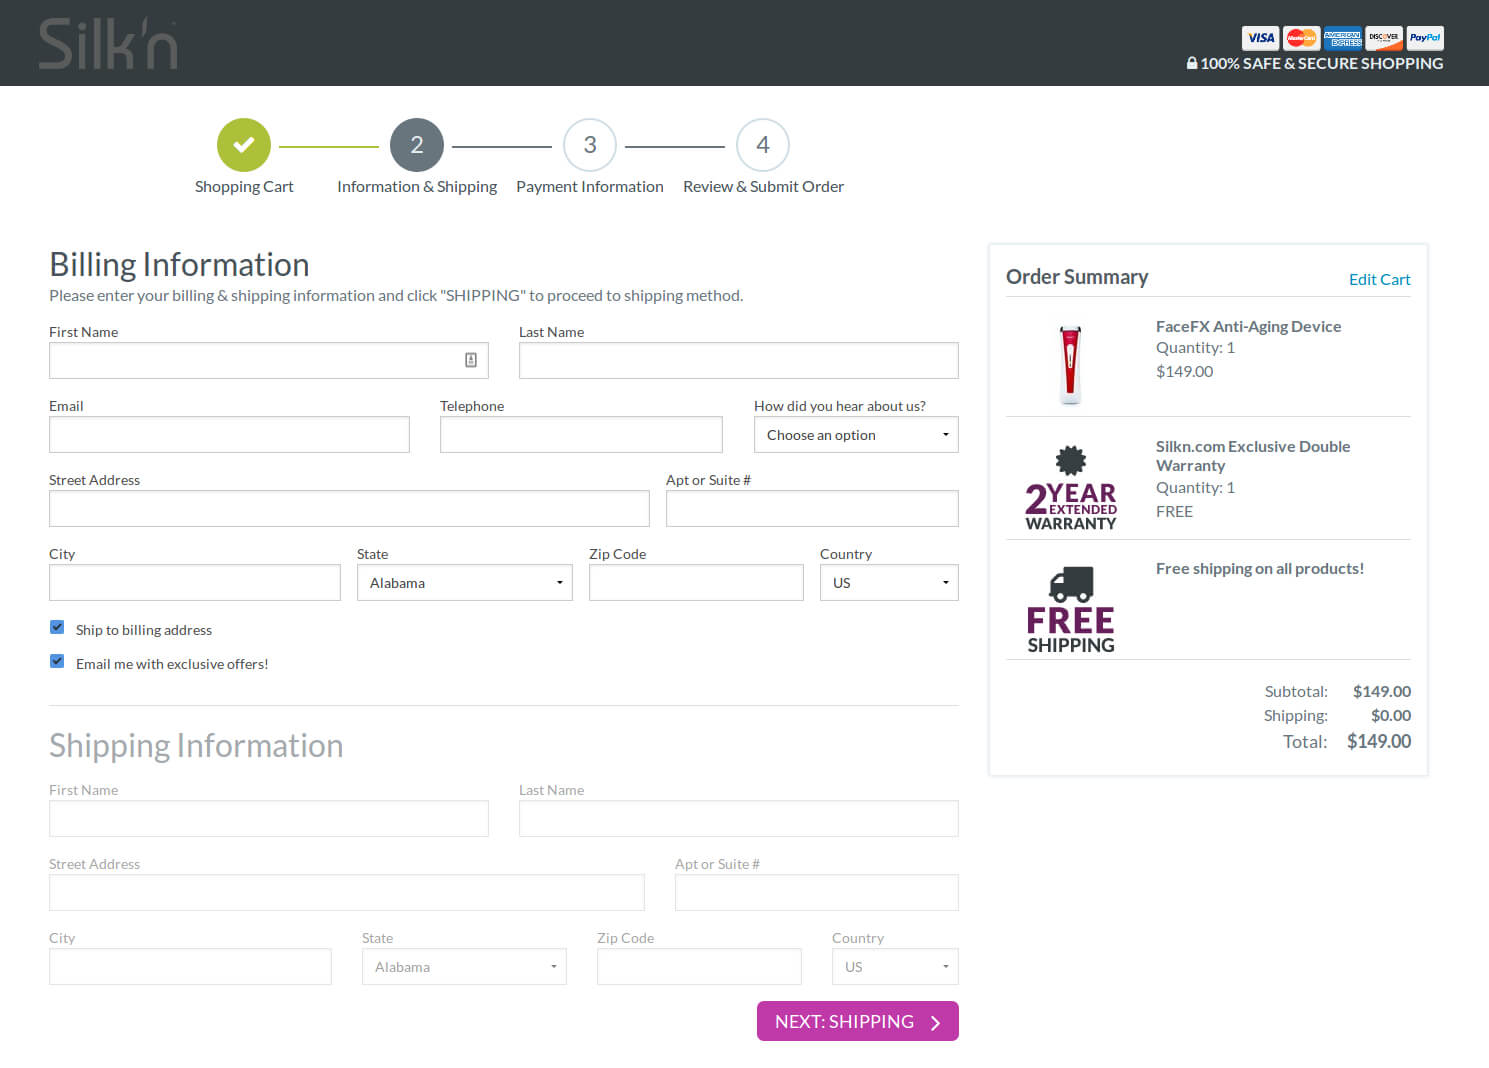 Silk'n
VISA MasterCard AMERICAN EXPRESS DISCOVER PayPal
100% SAFE & SECURE SHOPPING
2 3 4
Shopping Cart Information & Shipping Payment Information Review & Submit Order
Billing Information
Please enter your billing & shipping information and click "SHIPPING" to proceed to shipping method.
First Name Last Name
Email Telephone How did you hear about us?
Choose an option
Street Address Apt or Suite #
City State Zip Code Country
Alabama US
Ship to billing address
Email me with exclusive offers!
Shipping Information
First Name Last Name
Street Address Apt or Suite #
City State Zip Code Country
Alabama US
NEXT: SHIPPING
Order Summary Edit Cart
FaceFX Anti-Aging Device
Quantity: 1
$149.00
2 YEAR
EXTENDED
WARRANTY
Silkn.com Exclusive Double
Warranty
Quantity: 1
FREE
FREE
SHIPPING
Free shipping on all products!
Subtotal: $149.00
Shipping: $0.00
Total: $149.00